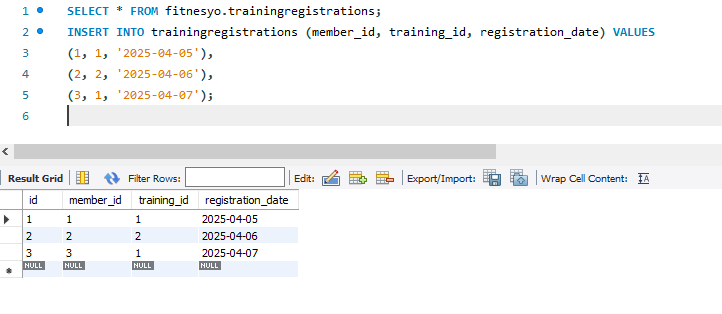 1 SELECT * FROM fitnesyo.trainingregistrations;
2 INSERT INTO trainingregistrations (member_id, training_id, registration_date) VALUES
3 (1, 1, '2025-04-05'),
4 (2, 2, '2025-04-06'),
5 (3, 1, '2025-04-07');
6
Result Grid Filter Rows: Edit: Export/Import: Wrap Cell Content:
id member_id training_id registration_date
1 1 1 2025-04-05
2 2 2 2025-04-06
3 3 1 2025-04-07
NULL NULL NULL NULL